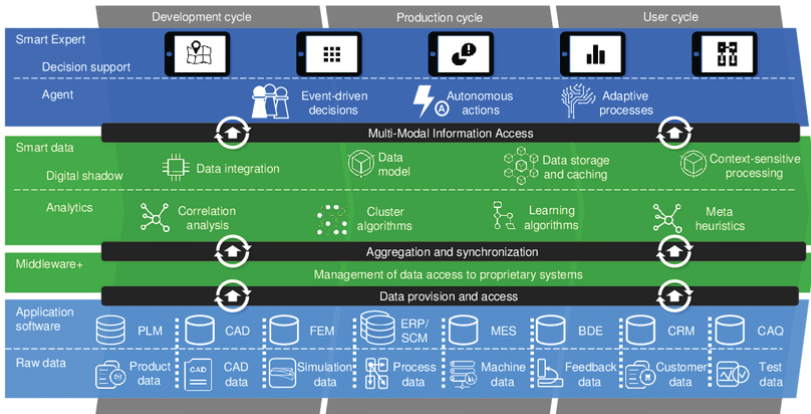 Development cycle
Production cycle
User cycle
Smart Expert
Decision support
Agent
Event-driven
decisions
A
Autonomous
actions
Adaptive
processes
Multi-Modal Information Access
Smart data
Digital shadow
Data integration
Data
model
Data storage
and caching
Context-sensitive
processing
Analytics
Correlation
analysis
Cluster
algorithms
Learning
algorithms
Meta
heuristics
Aggregation and synchronization
Middleware+
Management of data access to proprietary systems
Data provision and access
Application
software
PLM
CAD
FEM
ERP/
SCM
MES
BDE
CRM
CAQ
Raw data
Product
data
CAD
CAD
data
Simulation
data
Process
data
Machine
data
Feedback
data
Customer
data
Test
data